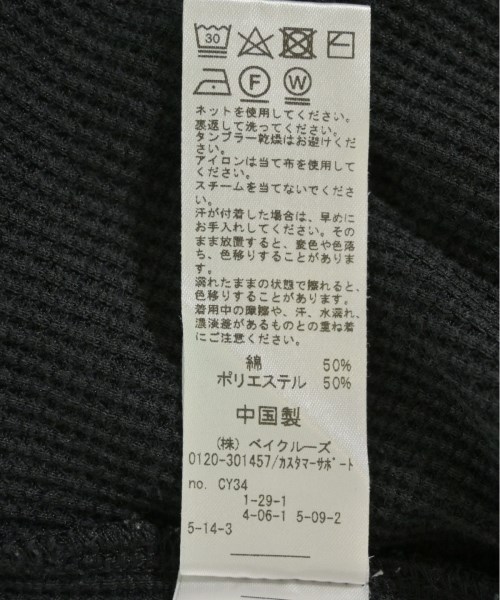 30
F W
ネットを使用してください。
裏返して洗ってください。
タンブラー乾燥はお避けくだ
さい。
アイロンは当て布を使用して
ください。
スチームを当てないでくださ
い。
汗が付着した場合は、早めに
お手入れしてください。その
まま放置すると、変色や色落
ち、色移りすることがありま
す。
濡れたままの状態で擦れると、
色移りすることがあります。
着用中の摩擦や、汗、水濡れ、
濃淡差があるものとの重ね着
にご注意ください。
綿 50%
ポリエステル 50%
中国製
(株) ベイクルーズ
0120-301457/カスタマーサポート
no. CY34
1-29-1
4-06-1 5-09-2
5-14-3